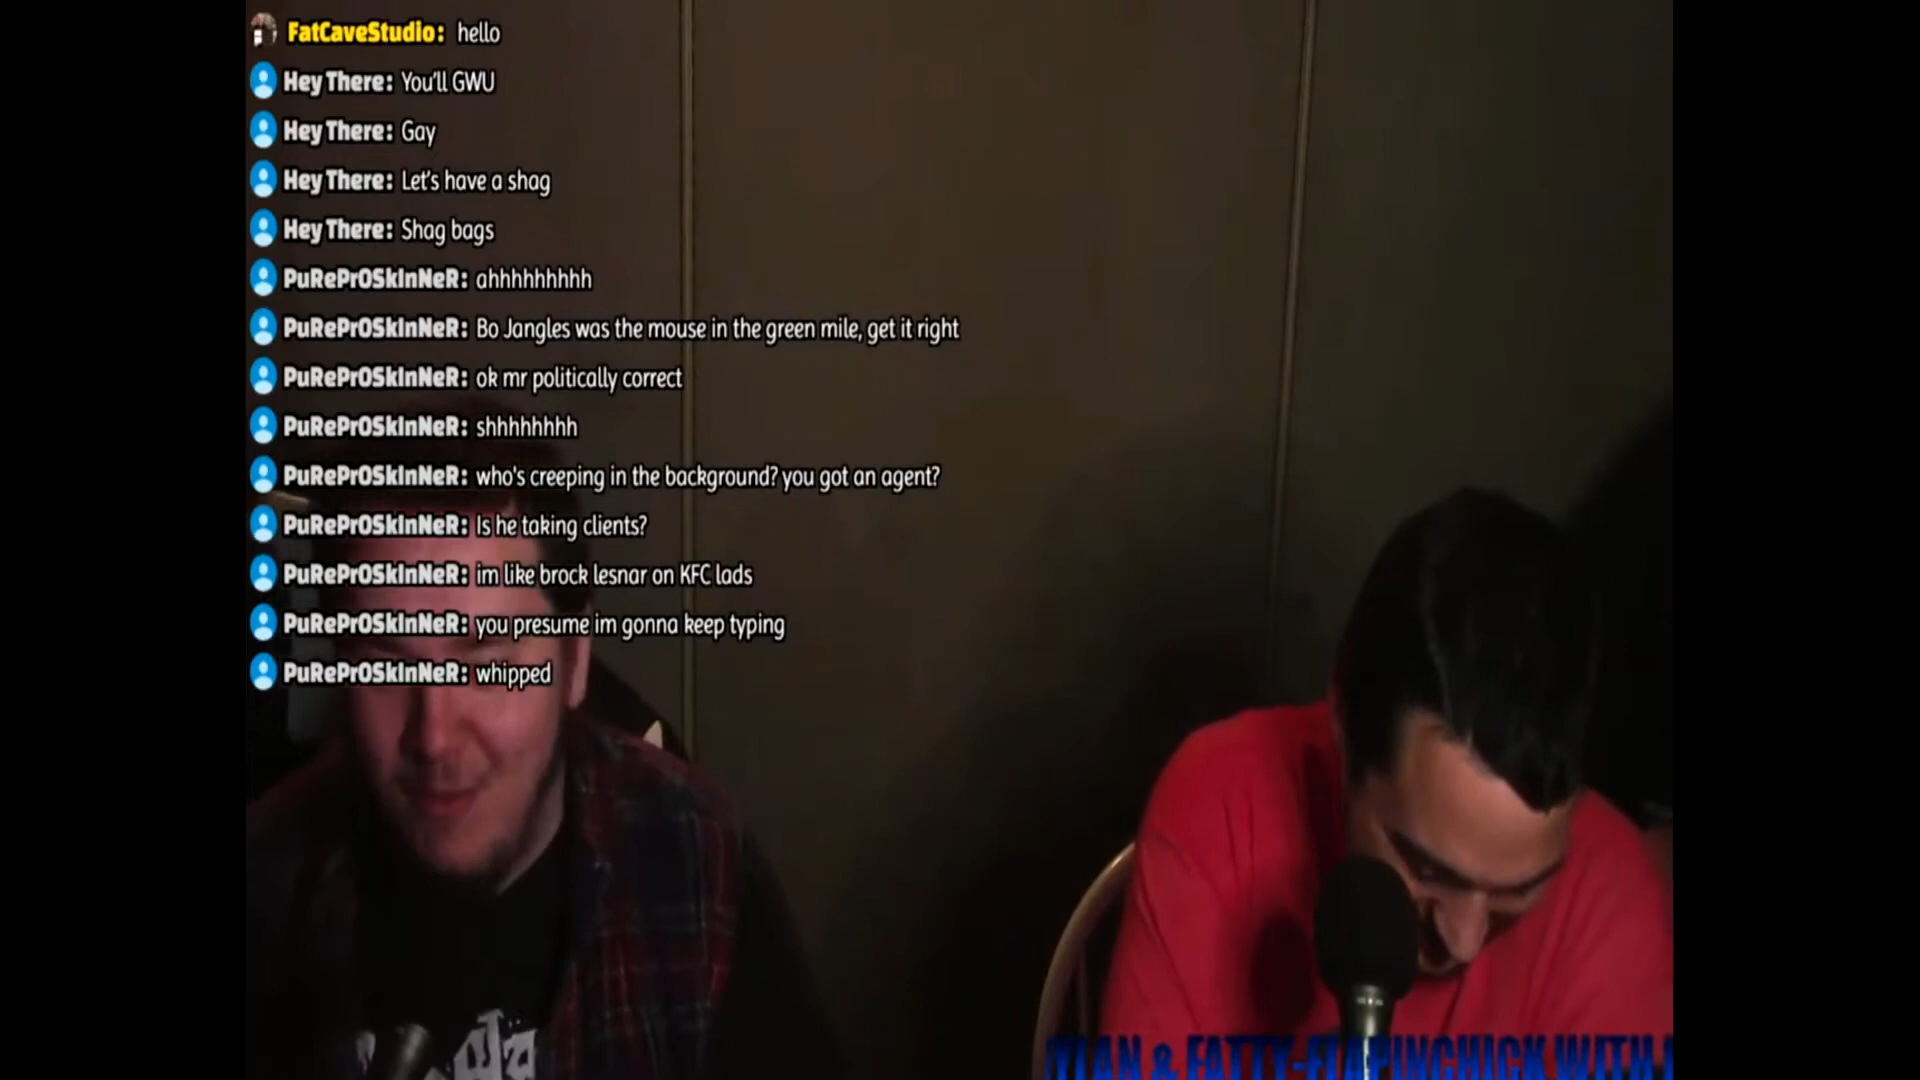 FatCaveStudio: hello
Hey There: You'll GWU
Hey There: Gay
Hey There: Let's have a shag
Hey There: Shag bags
PuRePrOSkInNeR: ahhhhhhhhh
PuRePrOSkInNeR: Bo Jangles was the mouse in the green mile, get it right
PuRePrOSkInNeR: ok mr politically correct
PuRePrOSkInNeR: shhhhhhhh
PuRePrOSkInNeR: who's creeping in the background? you got an agent?
PuRePrOSkInNeR: Is he taking clients?
PuRePrOSkInNeR: im like brock lesnar on KFC lads
PuRePrOSkInNeR: you presume im gonna keep typing
PuRePrOSkInNeR: whipped
& FATTY-FLAPINCHICK WITH